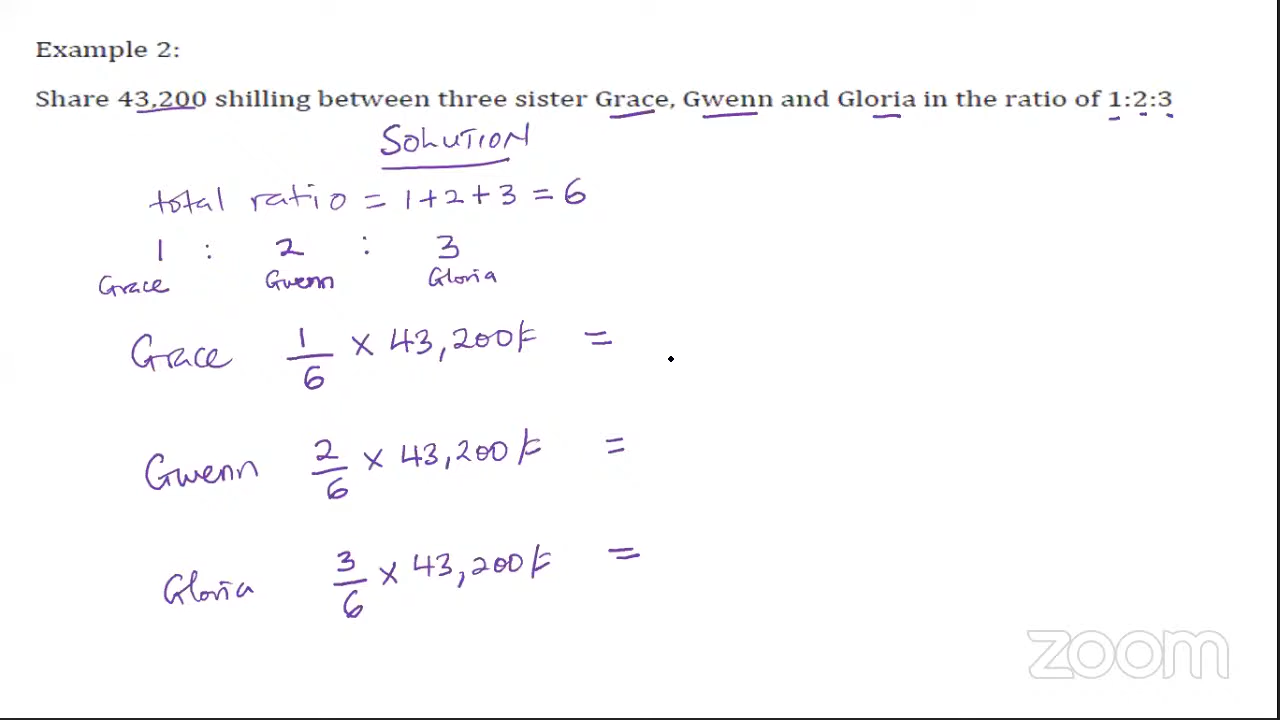 Example 2:
Share 43,200 shilling between three sister Grace, Gwenn and Gloria in the ratio of 1:2:3
SOLUTION
total ratio = 1+2+3 = 6
1 : 2 : 3
Grace Gwenn Gloria
Grace 1/6 × 43,200/= =
Gwenn 2/6 × 43,200/= =
Gloria 3/6 × 43,200/= =
zoom